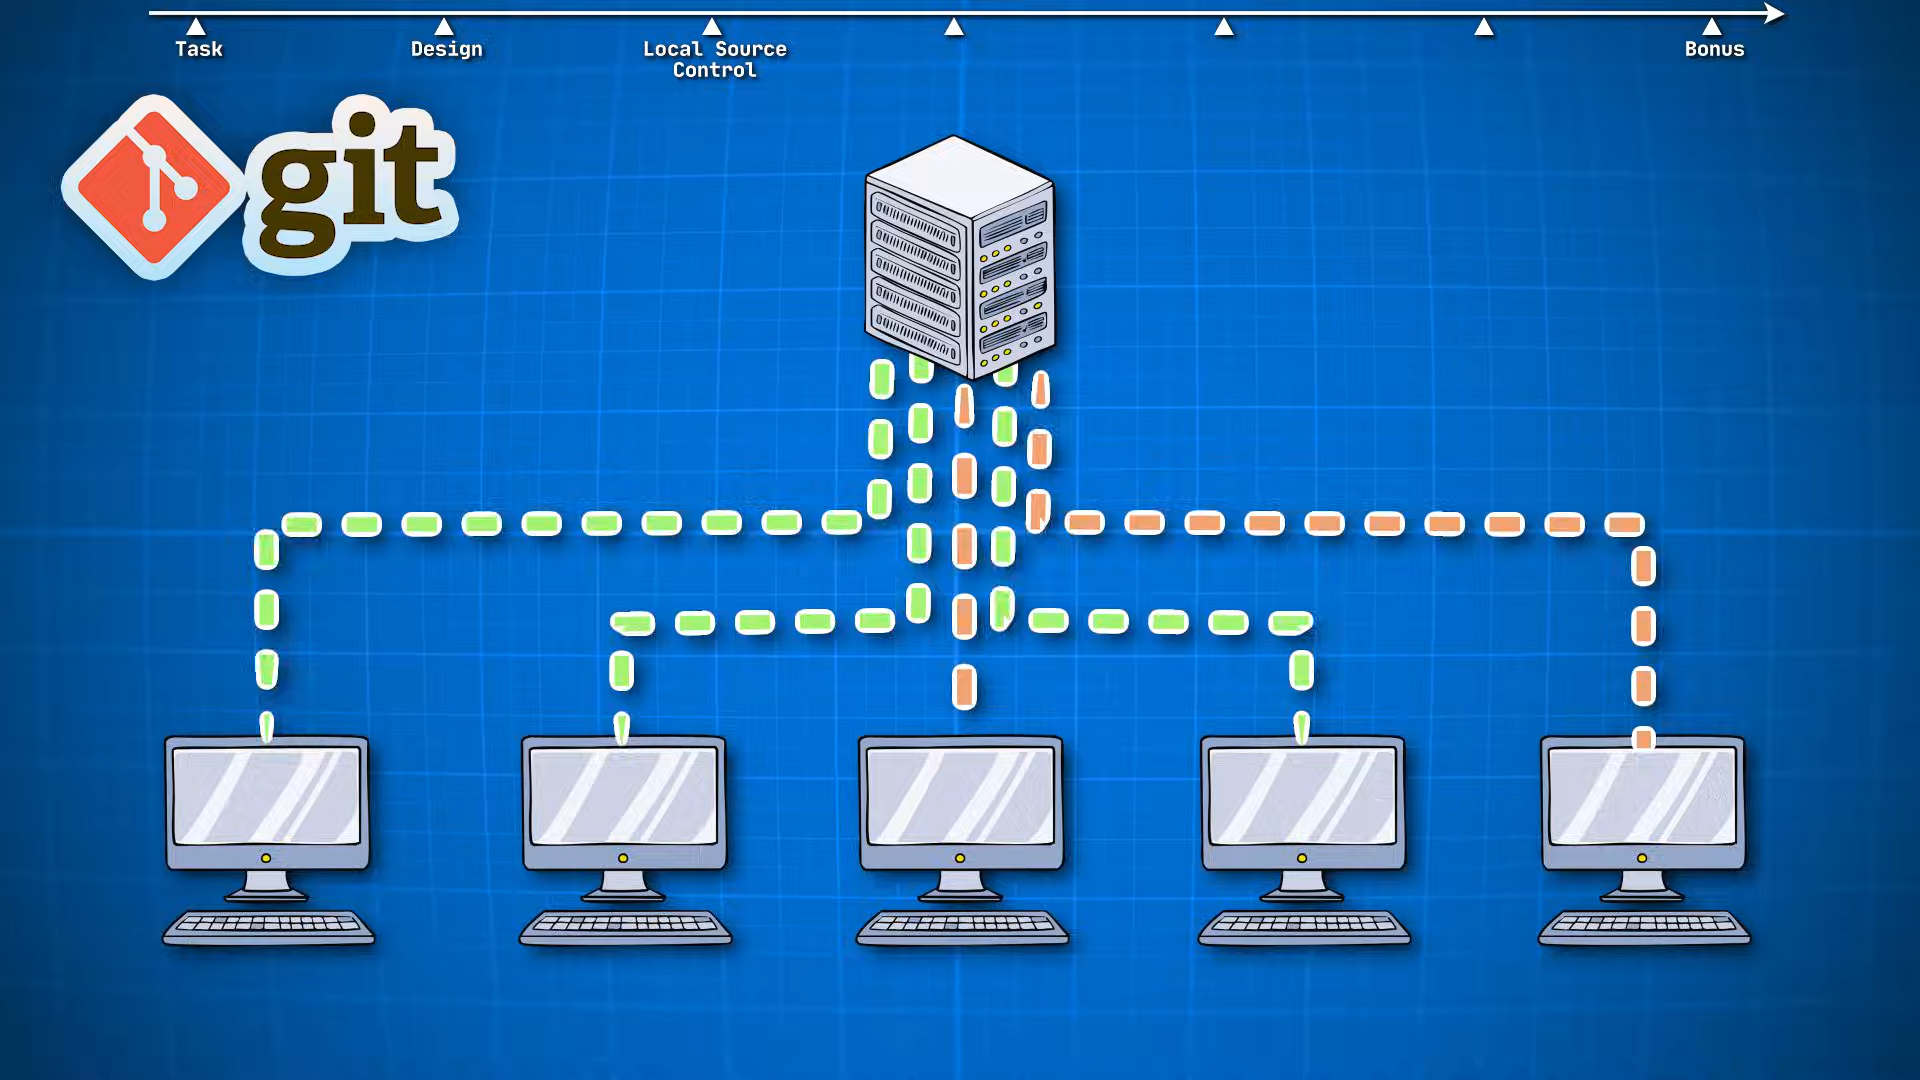 Task
Design
Local Source
Control
Bonus
git